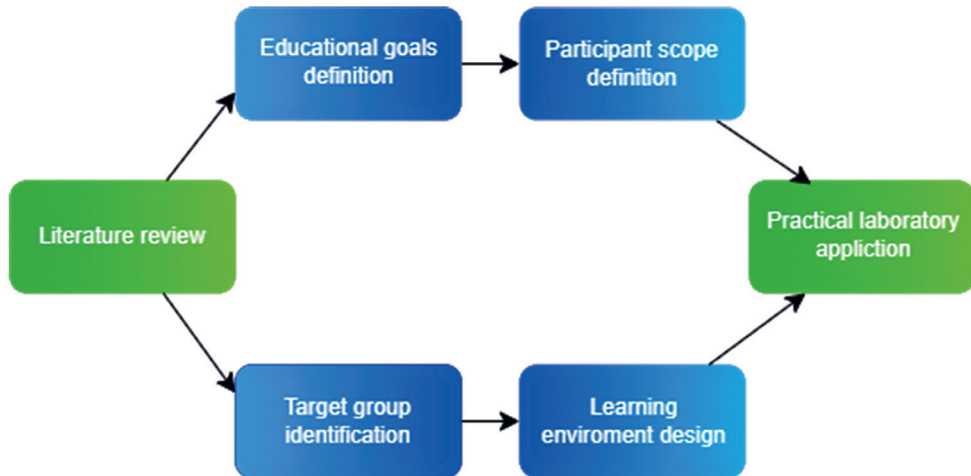 Educational goals
definition
Participant scope
definition
Literature review
Practical laboratory
appliction
Target group
identification
Learning
enviroment design